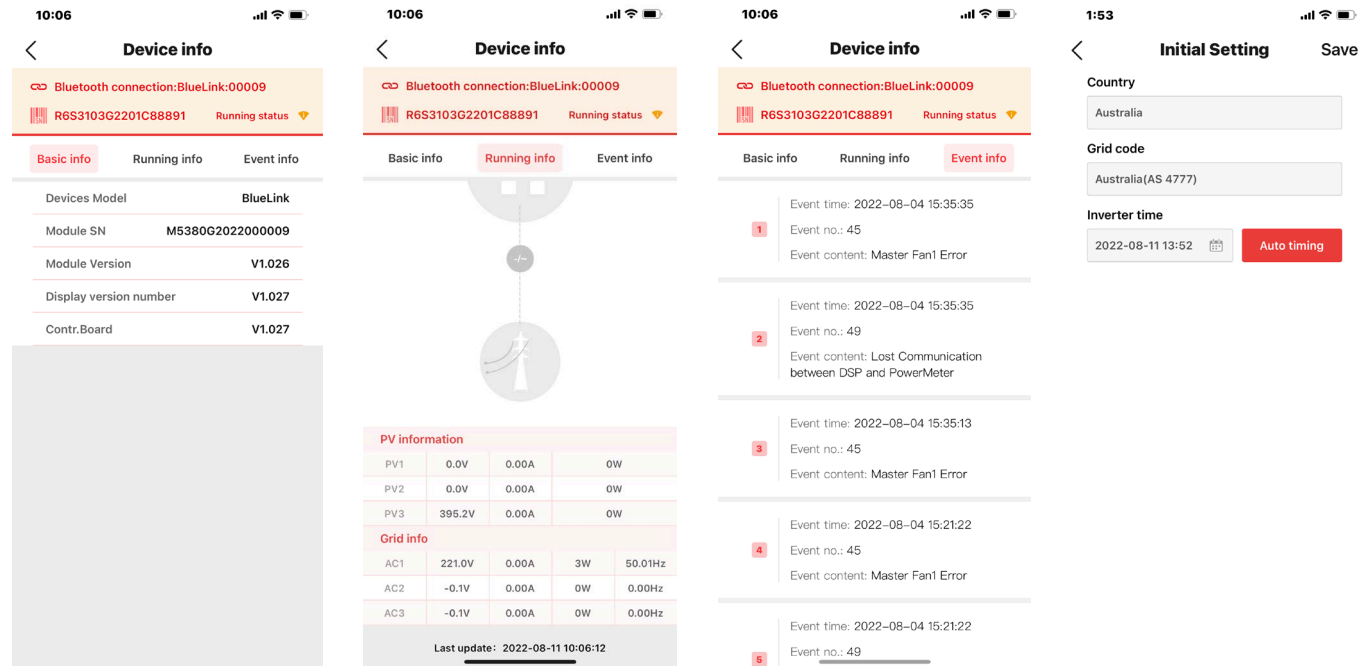 10:06
Device info
Bluetooth connection:BlueLink:00009
SN R6S3103G2201C88891 Running status
Basic info Running info Event info
Devices Model BlueLink
Module SN M5380G2022000009
Module Version V1.026
Display version number V1.027
Contr.Board V1.027
10:06
Device info
Bluetooth connection:BlueLink:00009
SN R6S3103G2201C88891 Running status
Basic info Running info Event info
-/~
PV information
PV1 0.0V 0.00A 0W
PV2 0.0V 0.00A 0W
PV3 395.2V 0.00A 0W
Grid info
AC1 221.0V 0.00A 3W 50.01Hz
AC2 -0.1V 0.00A 0W 0.00Hz
AC3 -0.1V 0.00A 0W 0.00Hz
Last update: 2022-08-11 10:06:12
10:06
Device info
Bluetooth connection:BlueLink:00009
SN R6S3103G2201C88891 Running status
Basic info Running info Event info
Event time: 2022-08-04 15:35:35
1 Event no.: 45
Event content: Master Fan1 Error
Event time: 2022-08-04 15:35:35
Event no.: 49
2
Event content: Lost Communication
between DSP and PowerMeter
Event time: 2022-08-04 15:35:13
3 Event no.: 45
Event content: Master Fan1 Error
Event time: 2022-08-04 15:21:22
4 Event no.: 45
Event content: Master Fan1 Error
Event time: 2022-08-04 15:21:22
Event no.: 49
5
1:53
Initial Setting Save
Country
Australia
Grid code
Australia(AS 4777)
Inverter time
2022-08-11 13:52 Auto timing